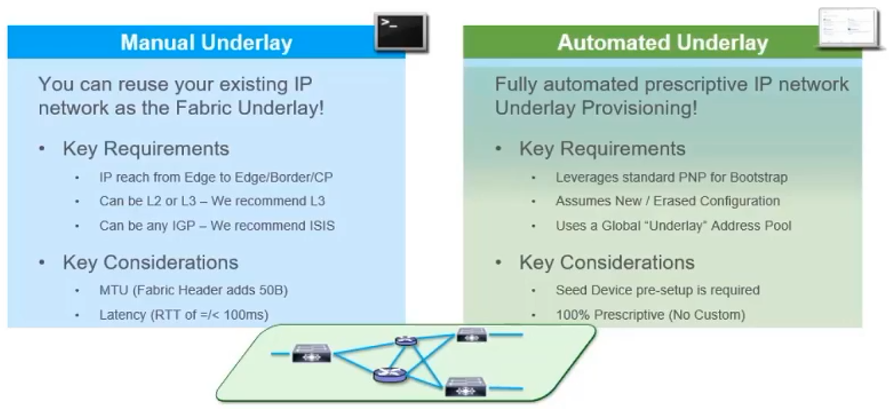 Manual Underlay
You can reuse your existing IP
network as the Fabric Underlay!
• Key Requirements
• IP reach from Edge to Edge/Border/CP
• Can be L2 or L3 – We recommend L3
• Can be any IGP – We recommend ISIS
• Key Considerations
• MTU (Fabric Header adds 50B)
• Latency (RTT of =/< 100ms)
>_
Automated Underlay
Fully automated prescriptive IP network
Underlay Provisioning!
• Key Requirements
• Leverages standard PNP for Bootstrap
• Assumes New / Erased Configuration
• Uses a Global “Underlay” Address Pool
• Key Considerations
• Seed Device pre-setup is required
• 100% Prescriptive (No Custom)